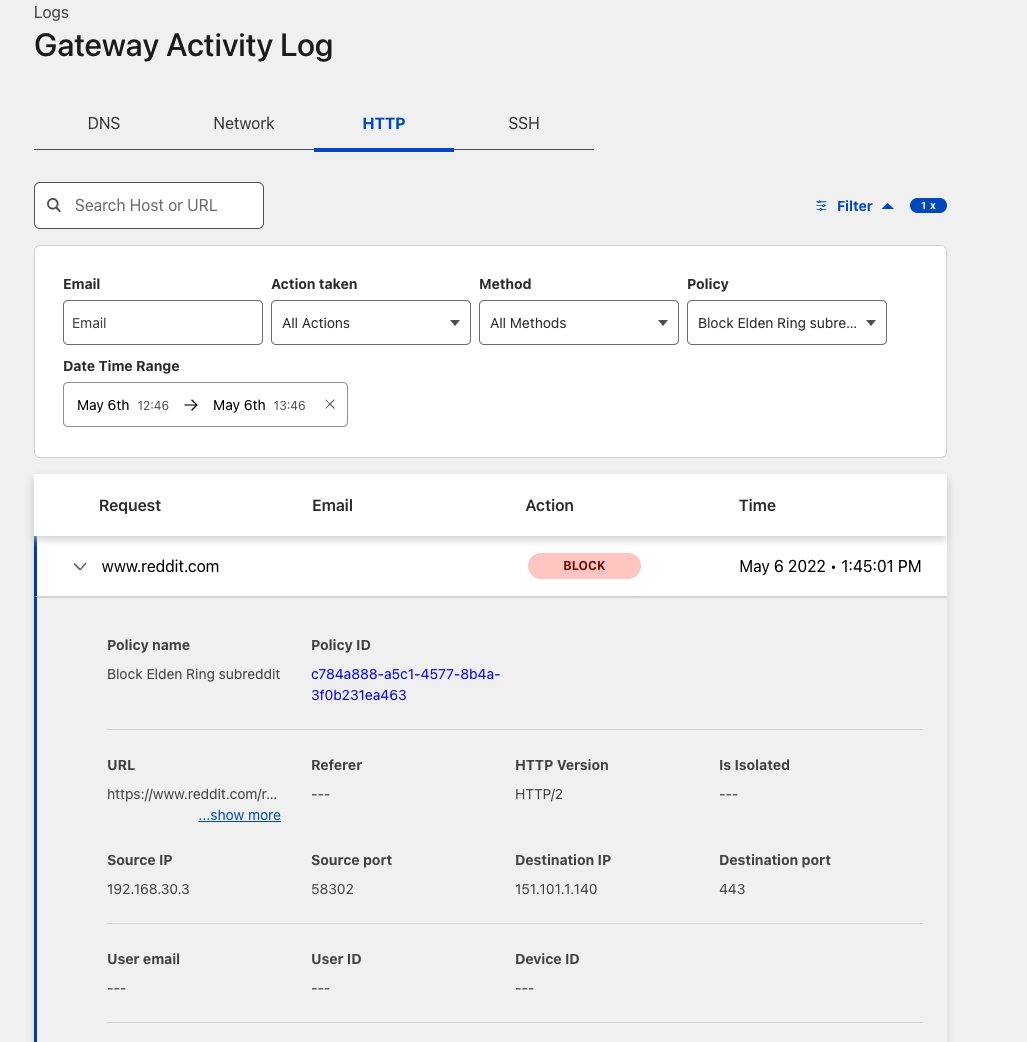 Logs
Gateway Activity Log
DNS Network HTTP SSH
Search Host or URL
Filter 1 x
Email Action taken Method Policy
Email All Actions All Methods Block Elden Ring subre...
Date Time Range
May 6th 12:46 → May 6th 13:46 ×
Request Email Action Time
www.reddit.com BLOCK May 6 2022 • 1:45:01 PM
Policy name Policy ID
Block Elden Ring subreddit c784a888-a5c1-4577-8b4a-
3f0b231ea463
URL Referer HTTP Version Is Isolated
https://www.reddit.com/r... --- HTTP/2 ---
...show more
Source IP Source port Destination IP Destination port
192.168.30.3 58302 151.101.1.140 443
User email User ID Device ID
--- --- ---